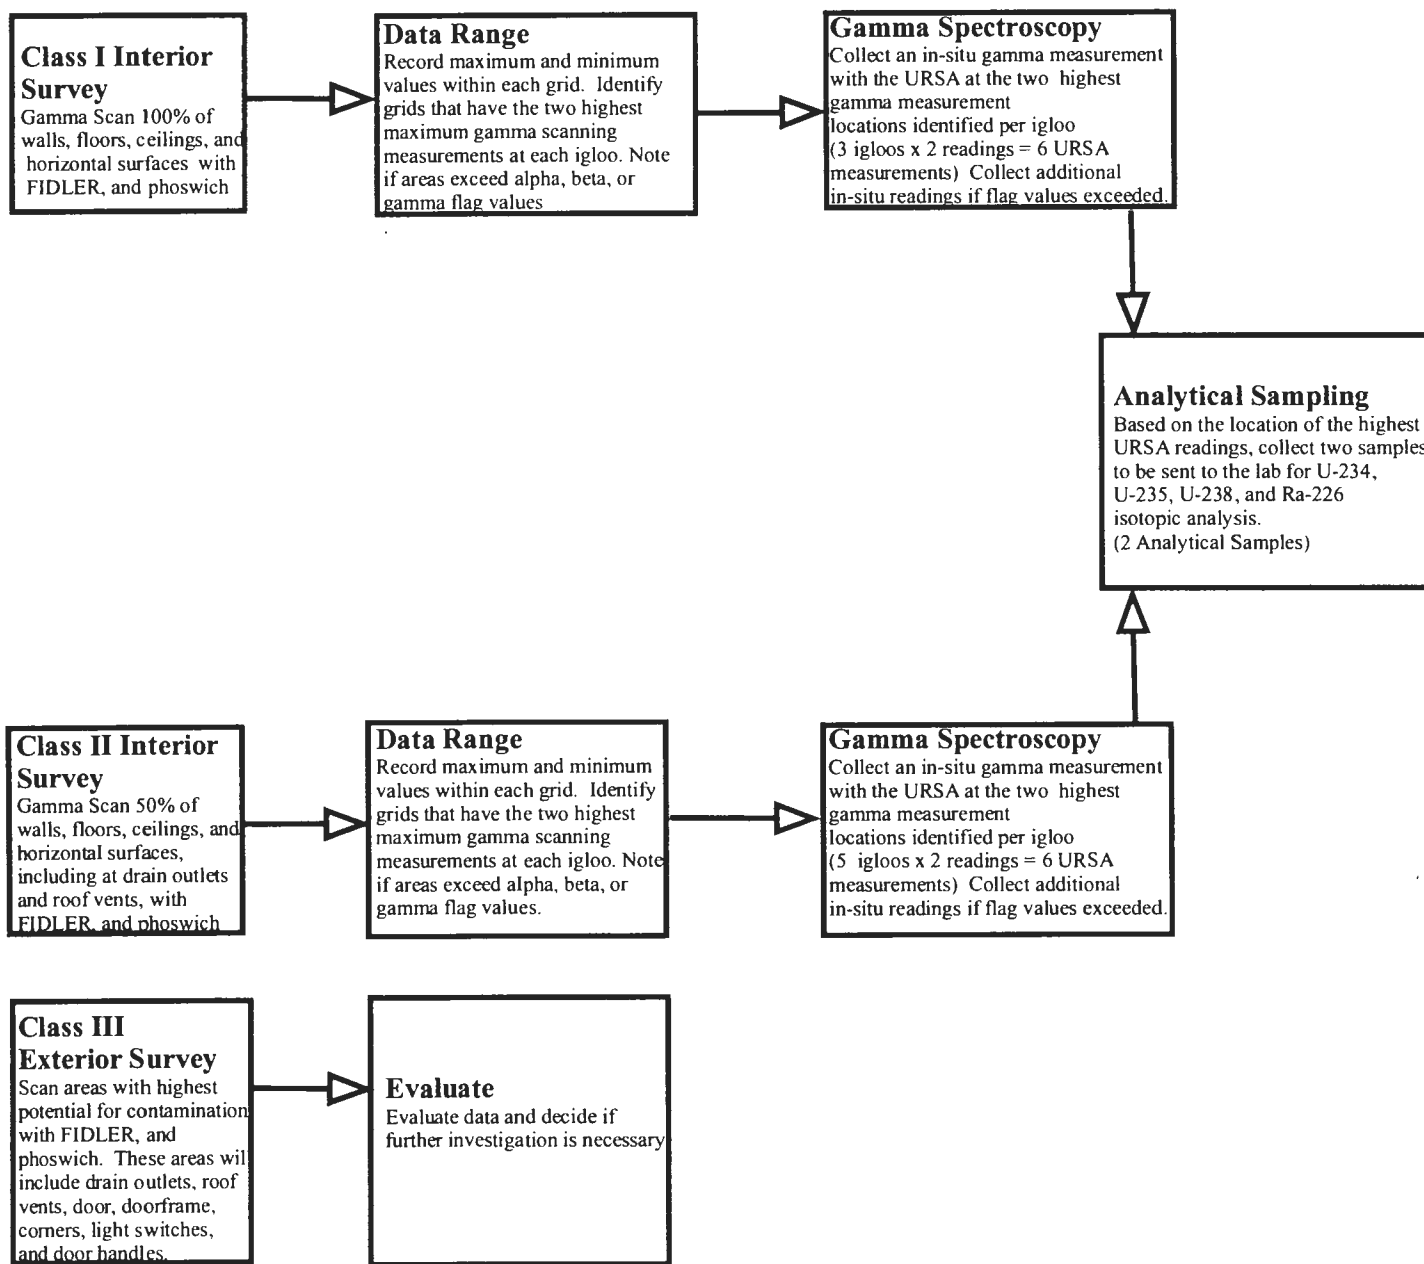 Class I Interior
Survey
Gamma Scan 100% of
walls, floors, ceilings, and
horizontal surfaces with
FIDLER, and phoswich
Data Range
Record maximum and minimum
values within each grid. Identify
grids that have the two highest
maximum gamma scanning
measurements at each igloo. Note
if areas exceed alpha, beta, or
gamma flag values
Gamma Spectroscopy
Collect an in-situ gamma measurement
with the URSA at the two highest
gamma measurement
locations identified per igloo
(3 igloos x 2 readings = 6 URSA
measurements) Collect additional
in-situ readings if flag values exceeded.
Analytical Sampling
Based on the location of the highest
URSA readings, collect two samples
to be sent to the lab for U-234,
U-235, U-238, and Ra-226
isotopic analysis.
(2 Analytical Samples)
Class II Interior
Survey
Gamma Scan 50% of
walls, floors, ceilings, and
horizontal surfaces,
including at drain outlets
and roof vents, with
FIDLER, and phoswich
Data Range
Record maximum and minimum
values within each grid. Identify
grids that have the two highest
maximum gamma scanning
measurements at each igloo. Note
if areas exceed alpha, beta, or
gamma flag values.
Gamma Spectroscopy
Collect an in-situ gamma measurement
with the URSA at the two highest
gamma measurement
locations identified per igloo
(5 igloos x 2 readings = 6 URSA
measurements) Collect additional
in-situ readings if flag values exceeded.
Class III
Exterior Survey
Scan areas with highest
potential for contamination
with FIDLER, and
phoswich. These areas wil
include drain outlets, roof
vents, door, doorframe,
corners, light switches,
and door handles.
Evaluate
Evaluate data and decide if
further investigation is necessary